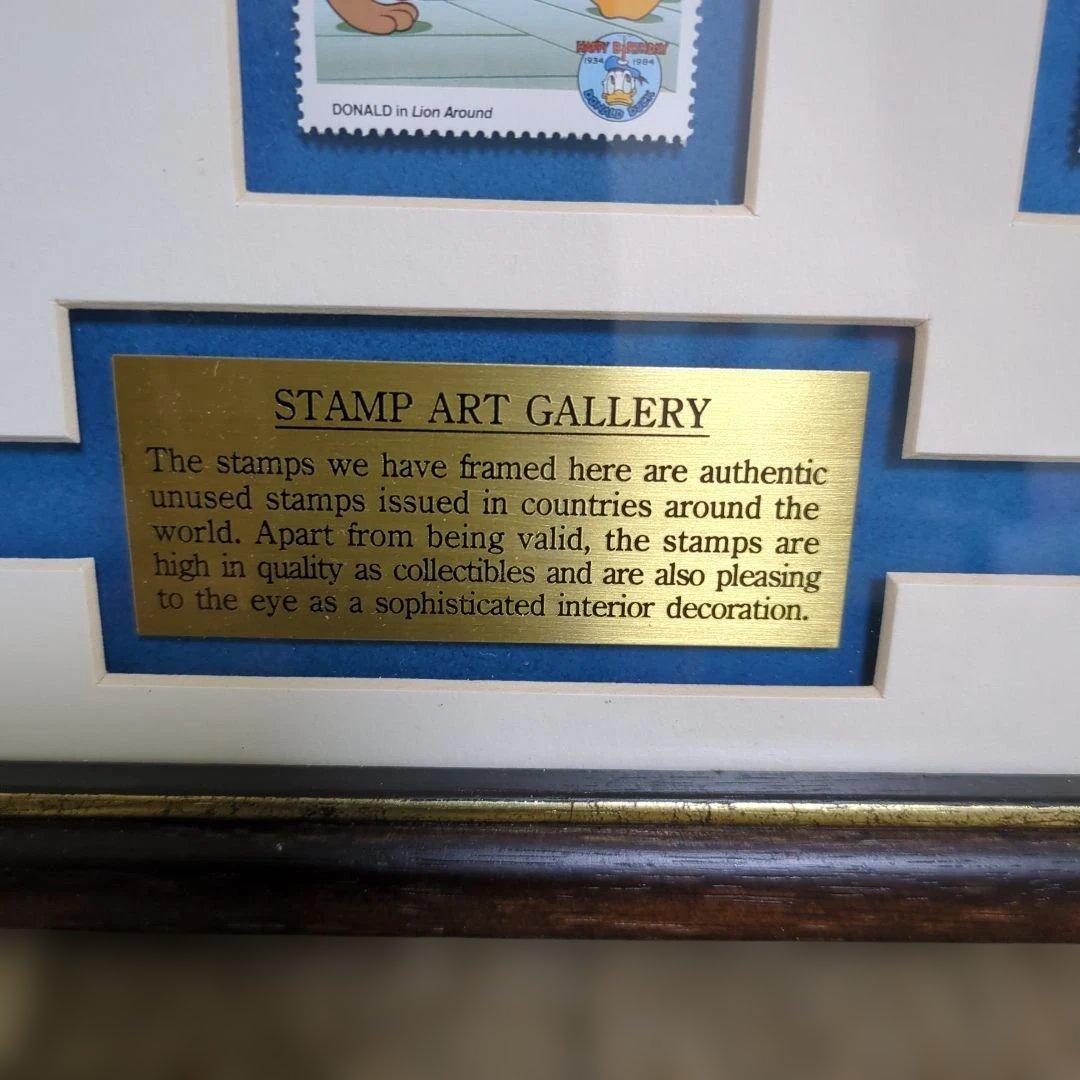 HAPPY BIRTHDAY
1934 1984
DONALD DUCK
DONALD in Lion Around
STAMP ART GALLERY
The stamps we have framed here are authentic
unused stamps issued in countries around the
world. Apart from being valid, the stamps are
high in quality as collectibles and are also pleasing
to the eye as a sophisticated interior decoration.